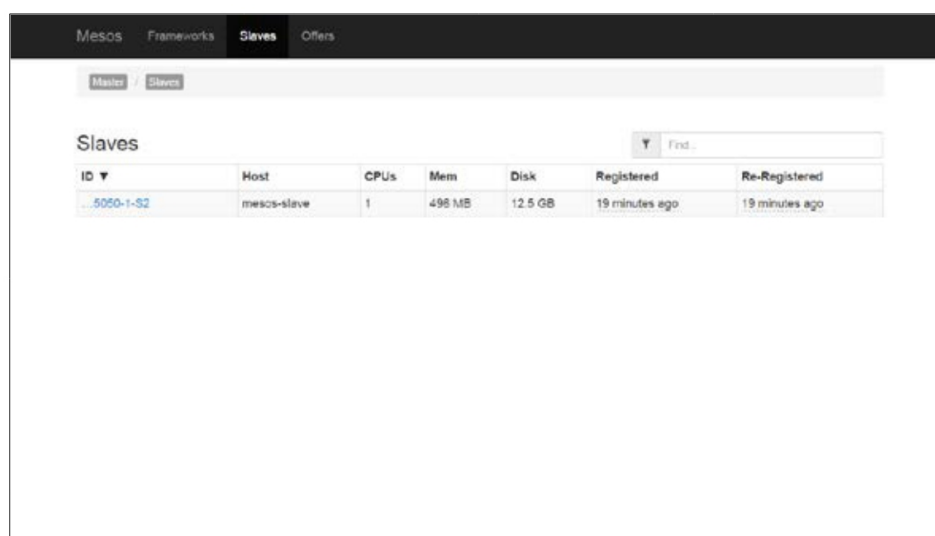 Mesos Frameworks Slaves Offers
Master / Slaves
Slaves
Find...
ID ▼ Host CPUs Mem Disk Registered Re-Registered
…5050-1-S2 mesos-slave 1 496 MB 12.5 GB 19 minutes ago 19 minutes ago